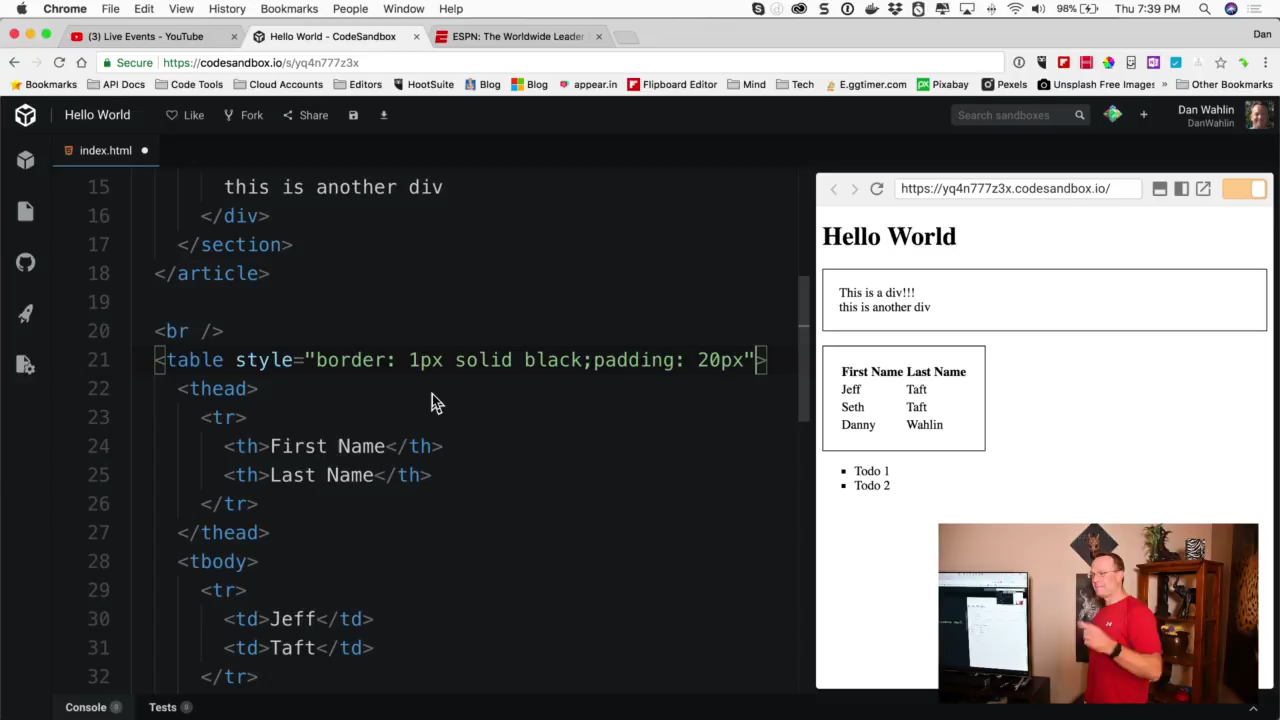 Chrome File Edit View History Bookmarks People Window Help 98% Thu 7:39 PM
(3) Live Events - YouTube × Hello World - CodeSandbox × ESPN: The Worldwide Leader × Dan
Secure https://codesandbox.io/s/yq4n777z3x
Bookmarks API Docs Code Tools Cloud Accounts Editors HootSuite Blog Blog appear.in Flipboard Editor Mind Tech E.ggtimer.com Pixabay Pexels Unsplash Free Images » Other Bookmarks
Hello World Like Fork Share Search sandboxes + Dan Wahlin
DanWahlin
index.html
15 this is another div
16 </div>
17 </section>
18 </article>
19
20 <br />
21 <table style="border: 1px solid black;padding: 20px">
22 <thead>
23 <tr>
24 <th>First Name</th>
25 <th>Last Name</th>
26 </tr>
27 </thead>
28 <tbody>
29 <tr>
30 <td>Jeff</td>
31 <td>Taft</td>
32 </tr>
Console 0 Tests 0
https://yq4n777z3x.codesandbox.io/
Hello World
This is a div!!!
this is another div
First Name Last Name
Jeff Taft
Seth Taft
Danny Wahlin
Todo 1
Todo 2